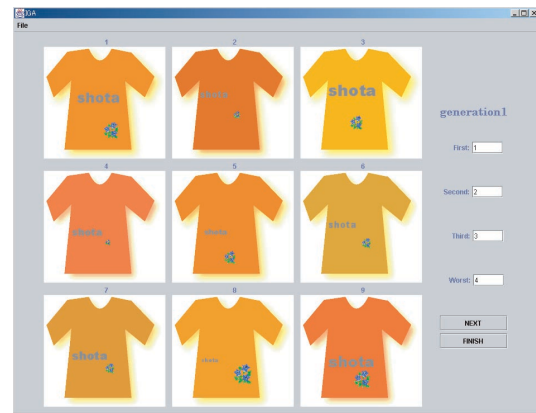 IGA
File
1
2
3
shota
shota
shota
generation1
First: 1
4
5
6
Second: 2
shota
shota
shota
Third: 3
7
8
9
Worst: 4
shota
shota
shota
NEXT
FINISH